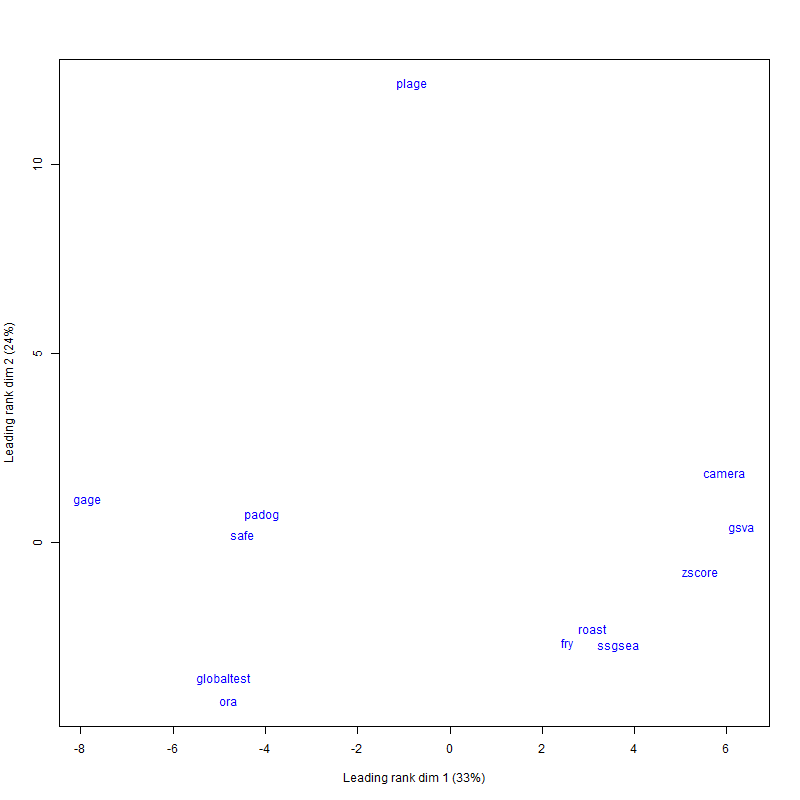 plage
10
5
0
Leading rank dim 2 (24%)
camera
gage
gsva
padog
safe
zscore
roast
fry
ssgsea
globaltest
ora
-8 -6 -4 -2 0 2 4 6
Leading rank dim 1 (33%)